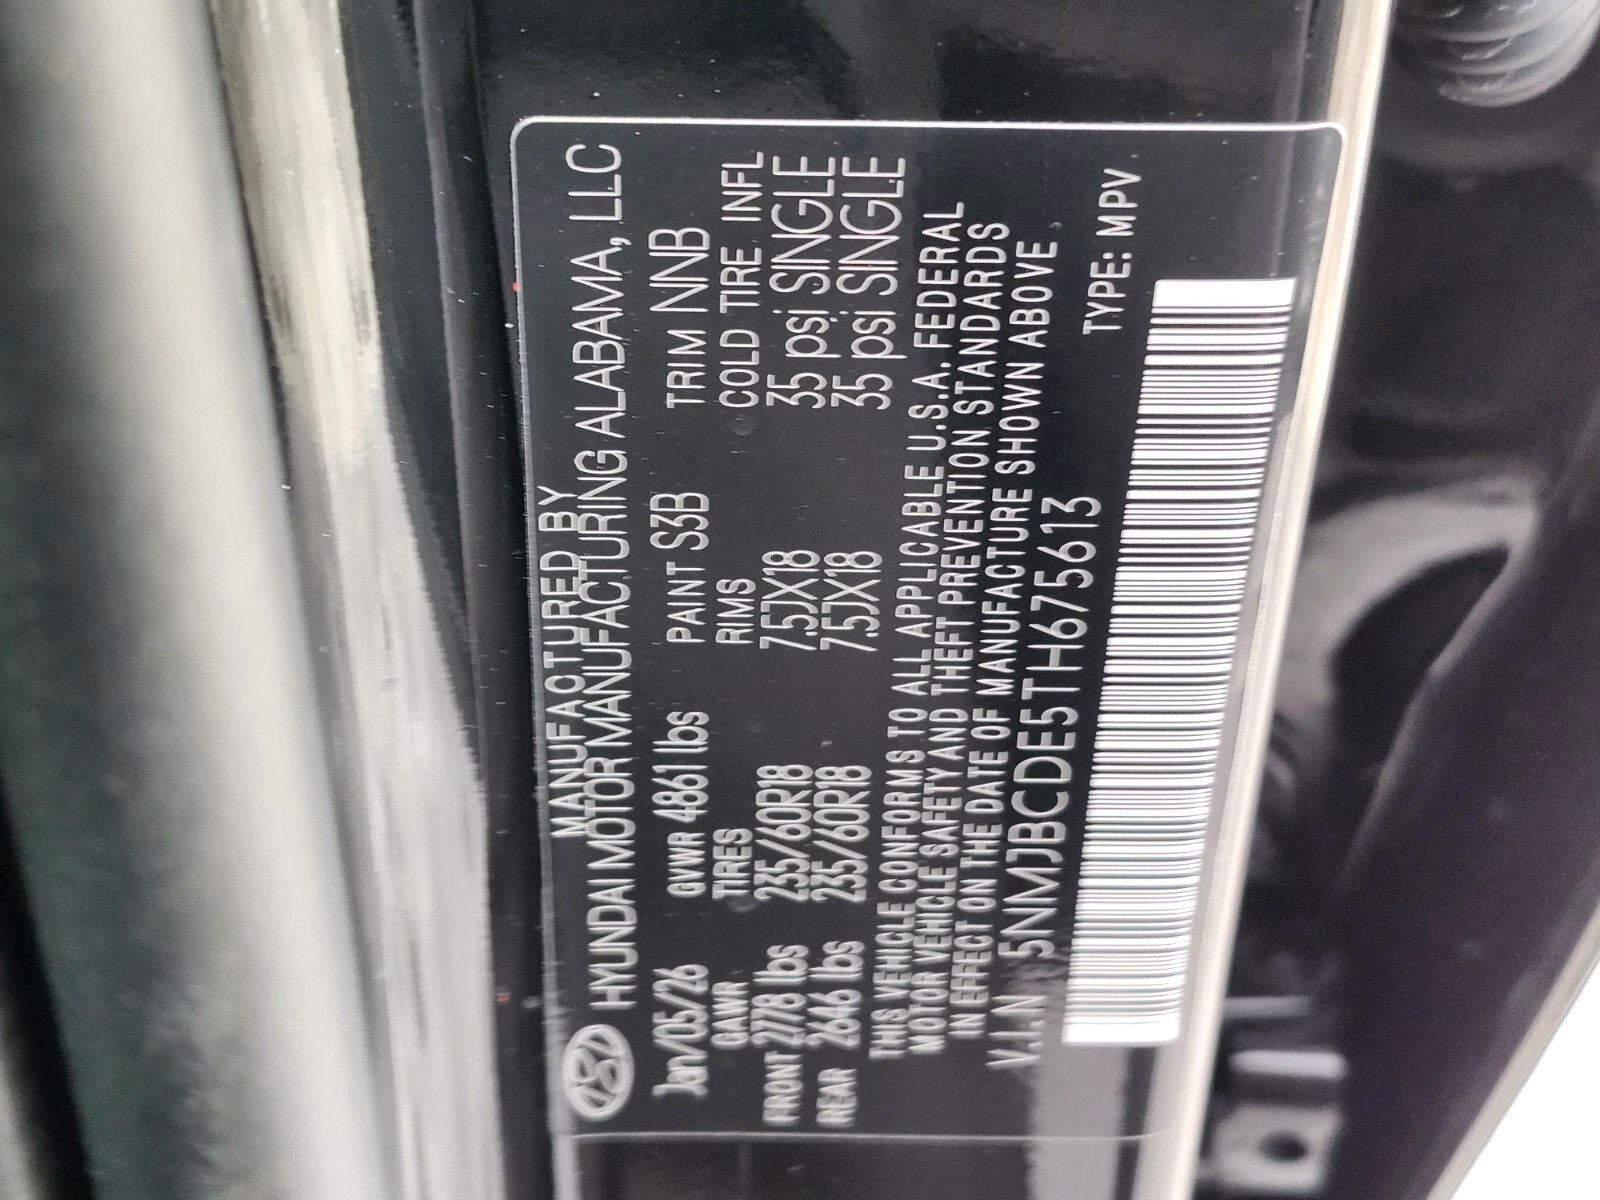 MANUFACTURED BY
HYUNDAI MOTOR MANUFACTURING ALABAMA, LLC
Jan/05/26 GVWR 4861 lbs PAINT S3B TRIM NNB
GAWR TIRES RIMS COLD TIRE INFL
FRONT 2778 lbs 235/60R18 7.5JX18 35 psi SINGLE
REAR 2646 lbs 235/60R18 7.5JX18 35 psi SINGLE
THIS VEHICLE CONFORMS TO ALL APPLICABLE U.S.A. FEDERAL
MOTOR VEHICLE SAFETY AND THEFT PREVENTION STANDARDS
IN EFFECT ON THE DATE OF MANUFACTURE SHOWN ABOVE
V.I.N 5NMJBCDE5TH675613
TYPE: MPV